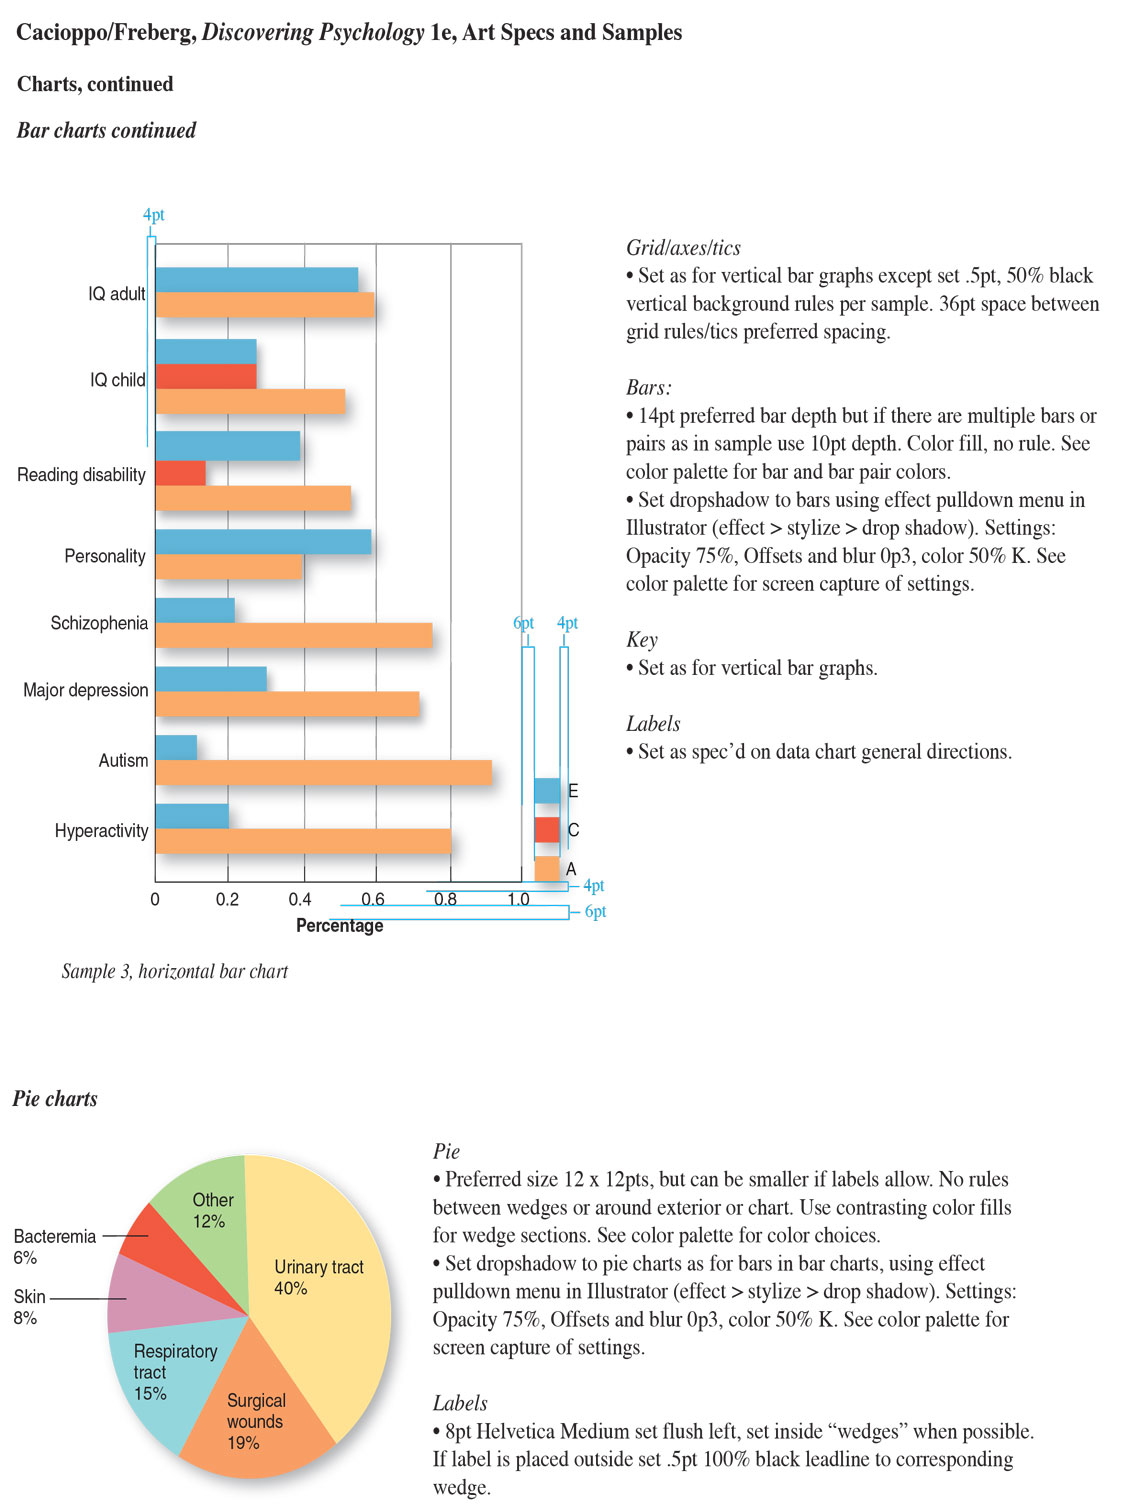 Cacioppo/Freberg, Discovering Psychology 1e, Art Specs and Samples
Charts, continued
Bar charts continued
4pt
IQ adult
IQ child
Reading disability
Personality
Schizophenia
Major depression
Autism
Hyperactivity
6pt 4pt
E
C
A
4pt
6pt
0 0.2 0.4 0.6 0.8 1.0
Percentage
Sample 3, horizontal bar chart
Grid/axes/tics
• Set as for vertical bar graphs except set .5pt, 50% black
vertical background rules per sample. 36pt space between
grid rules/tics preferred spacing.
Bars:
• 14pt preferred bar depth but if there are multiple bars or
pairs as in sample use 10pt depth. Color fill, no rule. See
color palette for bar and bar pair colors.
• Set dropshadow to bars using effect pulldown menu in
Illustrator (effect > stylize > drop shadow). Settings:
Opacity 75%, Offsets and blur 0p3, color 50% K. See
color palette for screen capture of settings.
Key
• Set as for vertical bar graphs.
Labels
• Set as spec’d on data chart general directions.
Pie charts
Other
12%
Bacteremia
6%
Urinary tract
40%
Skin
8%
Respiratory
tract
15%
Surgical
wounds
19%
Pie
• Preferred size 12 x 12pts, but can be smaller if labels allow. No rules
between wedges or around exterior or chart. Use contrasting color fills
for wedge sections. See color palette for color choices.
• Set dropshadow to pie charts as for bars in bar charts, using effect
pulldown menu in Illustrator (effect > stylize > drop shadow). Settings:
Opacity 75%, Offsets and blur 0p3, color 50% K. See color palette for
screen capture of settings.
Labels
• 8pt Helvetica Medium set flush left, set inside “wedges” when possible.
If label is placed outside set .5pt 100% black leadline to corresponding
wedge.